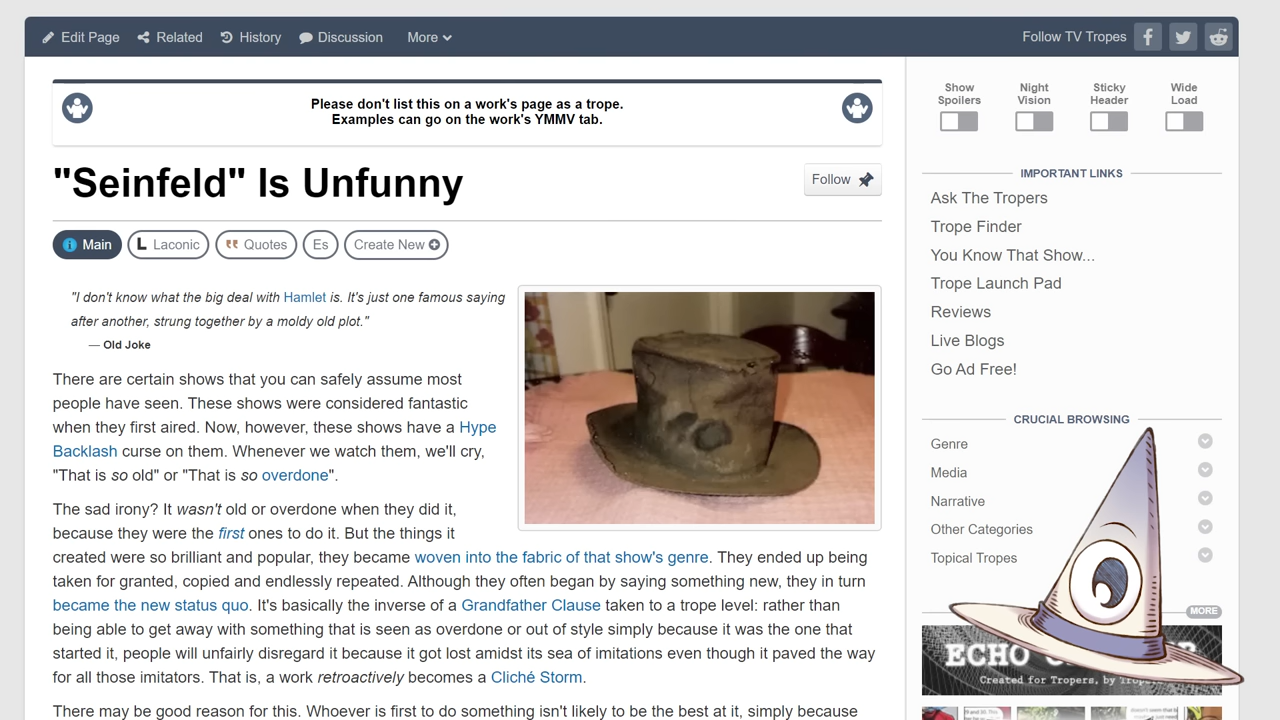 Edit Page Related History Discussion More Follow TV Tropes
Please don't list this on a work's page as a trope.
Examples can go on the work's YMMV tab.
"Seinfeld" Is Unfunny
Follow
Main Laconic Quotes Es Create New
"I don't know what the big deal with Hamlet is. It's just one famous saying
after another, strung together by a moldy old plot."
— Old Joke
There are certain shows that you can safely assume most
people have seen. These shows were considered fantastic
when they first aired. Now, however, these shows have a Hype
Backlash curse on them. Whenever we watch them, we'll cry,
"That is so old" or "That is so overdone".
The sad irony? It wasn't old or overdone when they did it,
because they were the first ones to do it. But the things it
created were so brilliant and popular, they became woven into the fabric of that show's genre. They ended up being
taken for granted, copied and endlessly repeated. Although they often began by saying something new, they in turn
became the new status quo. It's basically the inverse of a Grandfather Clause taken to a trope level: rather than
being able to get away with something that is seen as overdone or out of style simply because it was the one that
started it, people will unfairly disregard it because it got lost amidst its sea of imitations even though it paved the way
for all those imitators. That is, a work retroactively becomes a Cliché Storm.
There may be good reason for this. Whoever is first to do something isn't likely to be the best at it, simply because
Show Spoilers
Night Vision
Sticky Header
Wide Load
IMPORTANT LINKS
Ask The Tropers
Trope Finder
You Know That Show...
Trope Launch Pad
Reviews
Live Blogs
Go Ad Free!
CRUCIAL BROWSING
Genre
Media
Narrative
Other Categories
Topical Tropes
MORE
ECHO
Created for Tropers, by